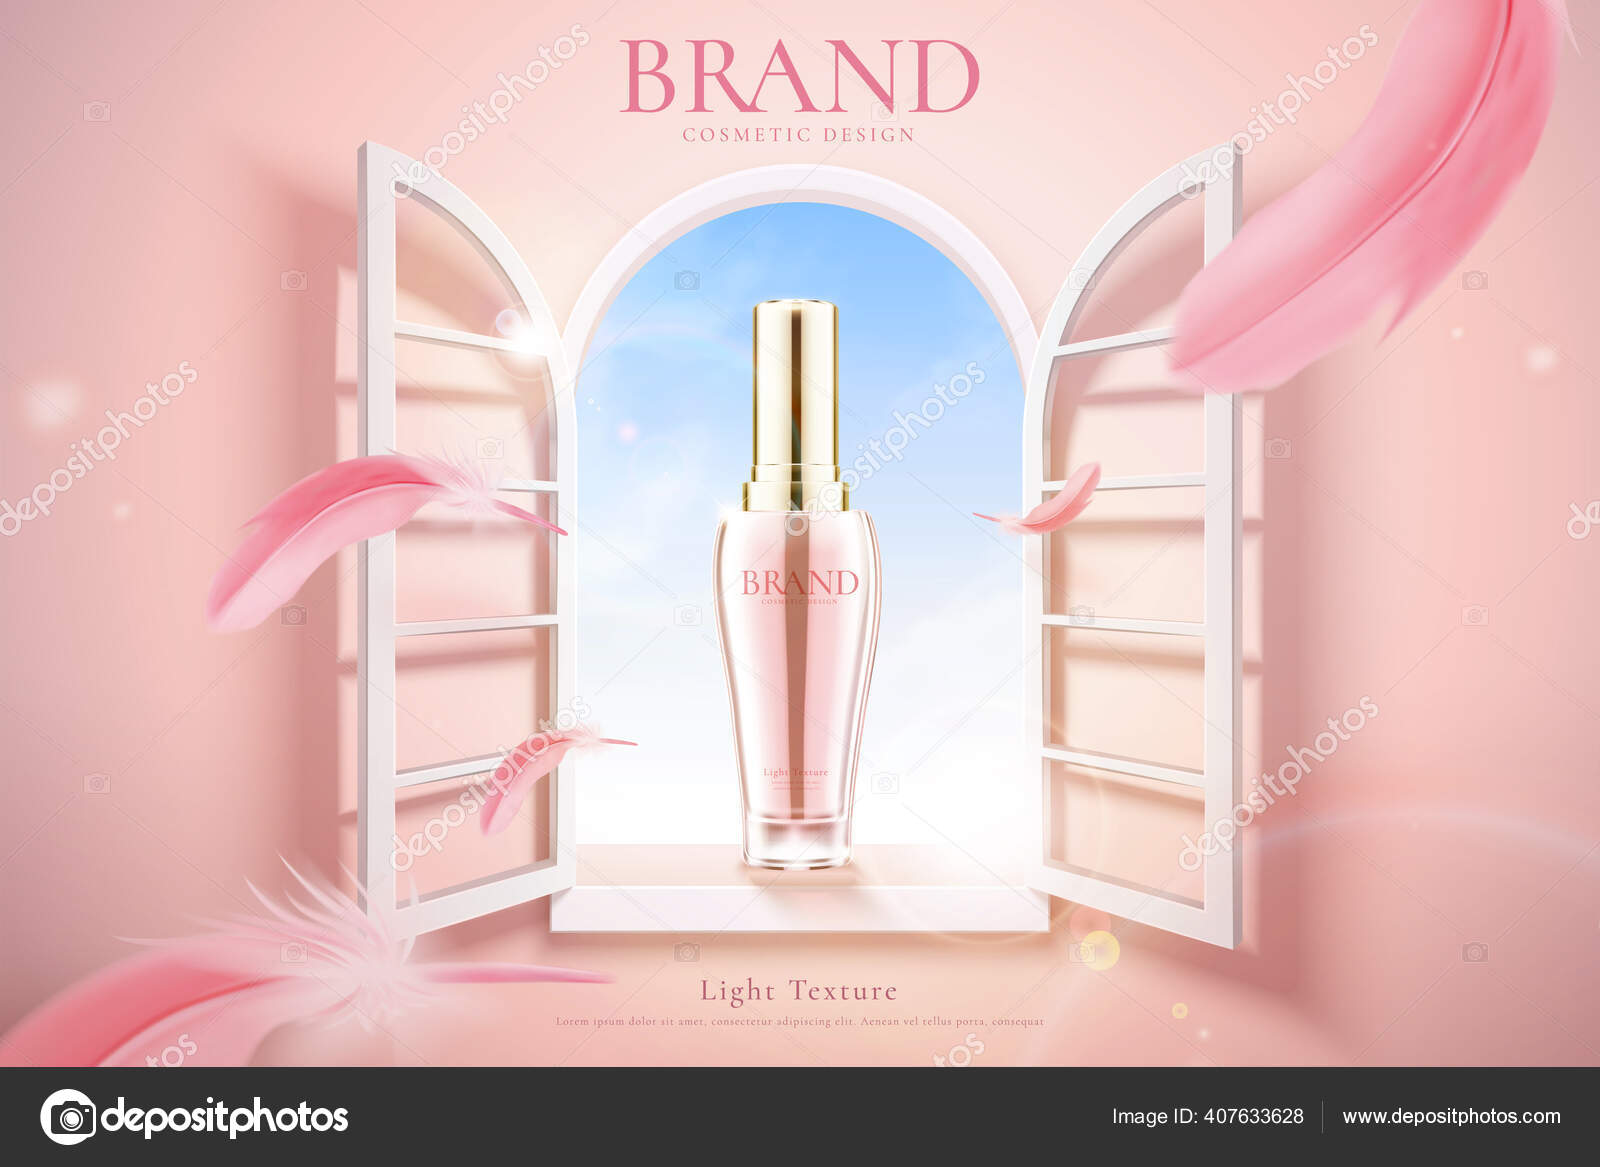 BRAND
COSMETIC DESIGN
BRAND
COSMETIC DESIGN
Light Texture
Light Texture
Lorem ipsum dolor sit amet, consectetur adipiscing elit. Aenean vel tellus porta, consequat
depositphotos
Image ID: 407633628
www.depositphotos.com